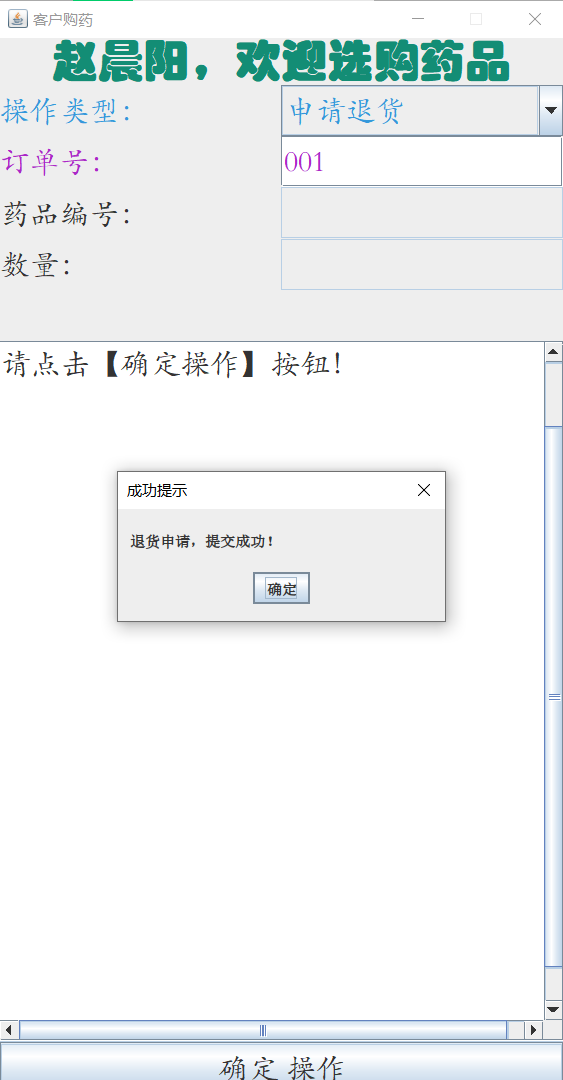 客户购药
赵晨阳，欢迎选购药品
操作类型:
申请退货
订单号:
001
药品编号:
数量:
请点击【确定操作】按钮!
成功提示
退货申请，提交成功！
确定
确定 操作